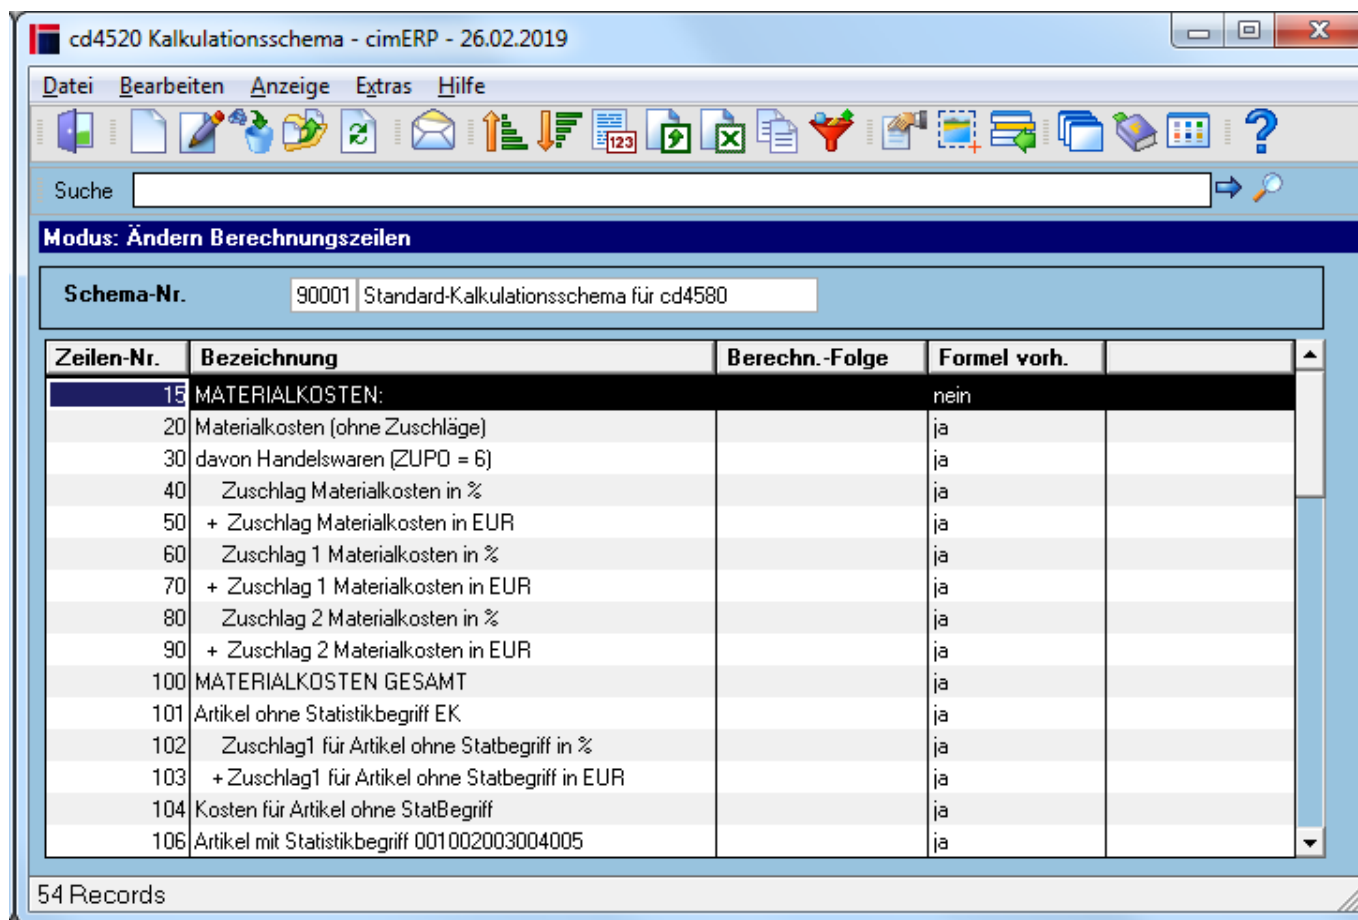 cd4520 Kalkulationsschema - cimERP - 26.02.2019
Datei Bearbeiten Anzeige Extras Hilfe
123
Suche
Modus: Ändern Berechnungszeilen
Schema-Nr. 90001 Standard-Kalkulationsschema für cd4580
Zeilen-Nr. Bezeichnung Berechn.-Folge Formel vorh.
15 MATERIALKOSTEN: nein
20 Materialkosten (ohne Zuschläge) ja
30 davon Handelswaren (ZUPO = 6) ja
40 Zuschlag Materialkosten in % ja
50 + Zuschlag Materialkosten in EUR ja
60 Zuschlag 1 Materialkosten in % ja
70 + Zuschlag 1 Materialkosten in EUR ja
80 Zuschlag 2 Materialkosten in % ja
90 + Zuschlag 2 Materialkosten in EUR ja
100 MATERIALKOSTEN GESAMT ja
101 Artikel ohne Statistikbegriff EK ja
102 Zuschlag1 für Artikel ohne Statbegriff in % ja
103 + Zuschlag1 für Artikel ohne Statbegriff in EUR ja
104 Kosten für Artikel ohne StatBegriff ja
106 Artikel mit Statistikbegriff 001002003004005 ja
54 Records